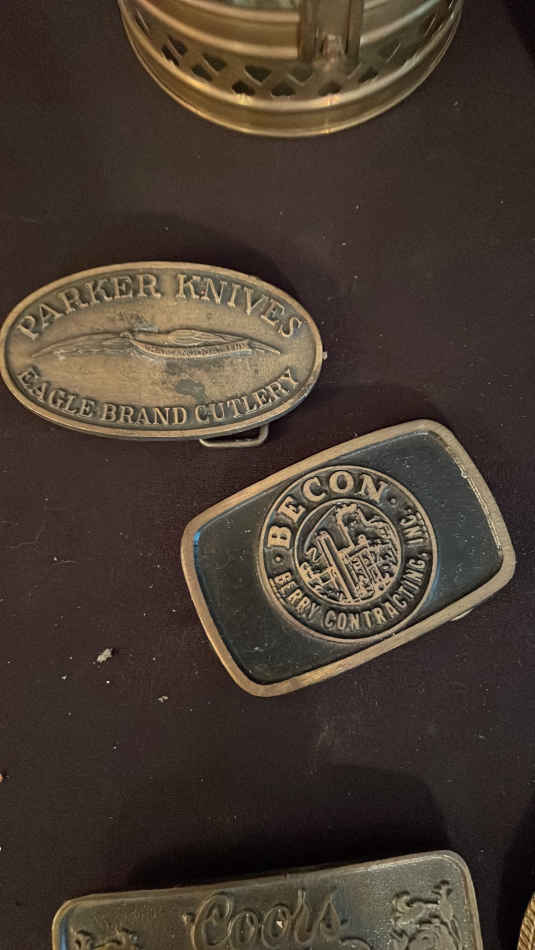 PARKER KNIVES
EAGLE BRAND CUTLERY
BECON
BERRY CONTRACTING, INC.
Coors